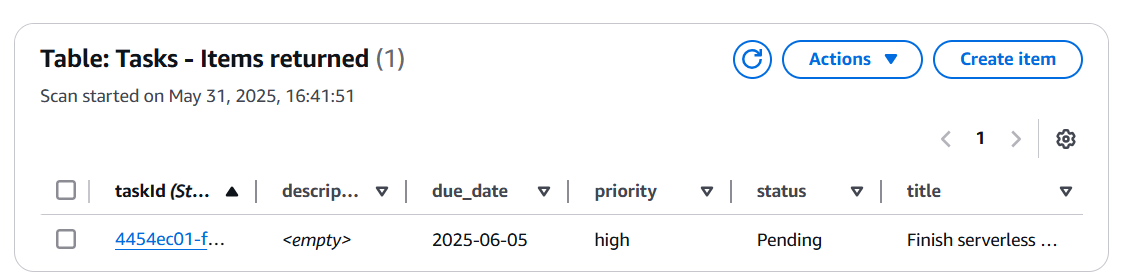 Table: Tasks - Items returned (1)
Actions
Create item
Scan started on May 31, 2025, 16:41:51
1
taskId (St... descrip... due_date priority status title
4454ec01-f... <empty> 2025-06-05 high Pending Finish serverless ...